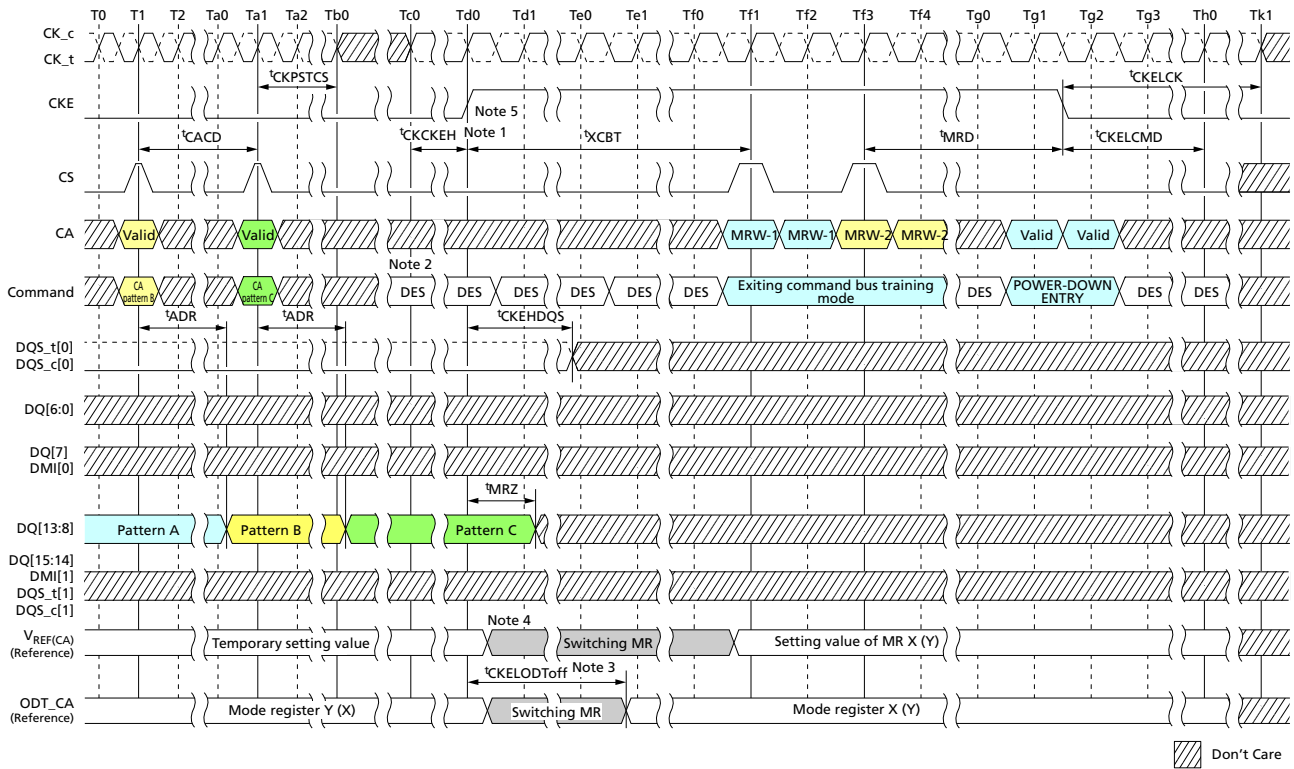 T0 T1 T2 Ta0 Ta1 Ta2 Tb0 Tc0 Td0 Td1 Te0 Te1 Tf0 Tf1 Tf2 Tf3 Tf4 Tg0 Tg1 Tg2 Tg3 Th0 Tk1
CK_c
CK_t
tCKPSTCS
tCKELCK
CKE
Note 5
tCACD
tCKCKEH
Note 1
tXCBT
tMRD
tCKELCMD
CS
CA
Valid Valid MRW-1 MRW-1 MRW-2 MRW-2 Valid Valid
Note 2
Command
CA
pattern B
CA
pattern C
DES DES DES DES DES DES
Exiting command bus training
mode
DES
POWER-DOWN
ENTRY
DES DES
tADR tADR tCKEHDQS
DQS_t[0]
DQS_c[0]
DQ[6:0]
DQ[7]
DMI[0]
tMRZ
DQ[13:8] Pattern A Pattern B Pattern C
DQ[15:14]
DMI[1]
DQS_t[1]
DQS_c[1]
Note 4
VREF(CA)
(Reference)
Temporary setting value Switching MR Setting value of MR X (Y)
tCKELODToff Note 3
ODT_CA
(Reference)
Mode register Y (X) Switching MR Mode register X (Y)
Don't Care